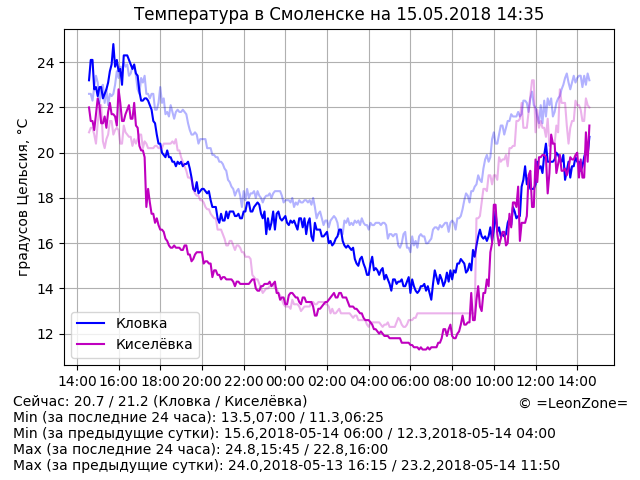 Температура в Смоленске на 15.05.2018 14:35
градусов Цельсия, °C
24
22
20
18
16
14
12
Кловка
Киселёвка
14:00 16:00 18:00 20:00 22:00 00:00 02:00 04:00 06:00 08:00 10:00 12:00 14:00
Сейчас: 20.7 / 21.2 (Кловка / Киселёвка)
© =LeonZone=
Min (за последние 24 часа): 13.5,07:00 / 11.3,06:25
Min (за предыдущие сутки): 15.6,2018-05-14 06:00 / 12.3,2018-05-14 04:00
Max (за последние 24 часа): 24.8,15:45 / 22.8,16:00
Max (за предыдущие сутки): 24.0,2018-05-13 16:15 / 23.2,2018-05-14 11:50